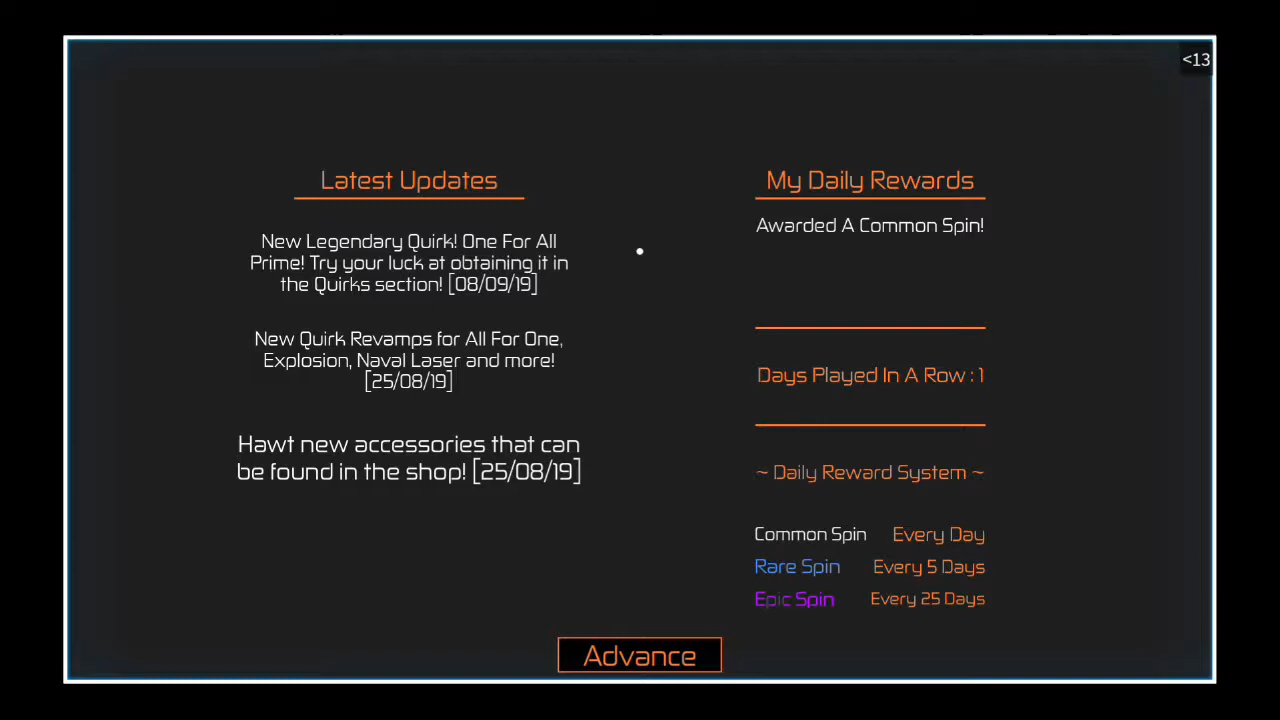 <13
Latest Updates
New Legendary Quirk! One For All
Prime! Try your luck at obtaining it in
the Quirks section! [08/09/19]
New Quirk Revamps for All For One,
Explosion, Naval Laser and more!
[25/08/19]
Hawt new accessories that can
be found in the shop! [25/08/19]
My Daily Rewards
Awarded A Common Spin!
Days Played In A Row : 1
~ Daily Reward System ~
Common Spin Every Day
Rare Spin Every 5 Days
Epic Spin Every 25 Days
Advance